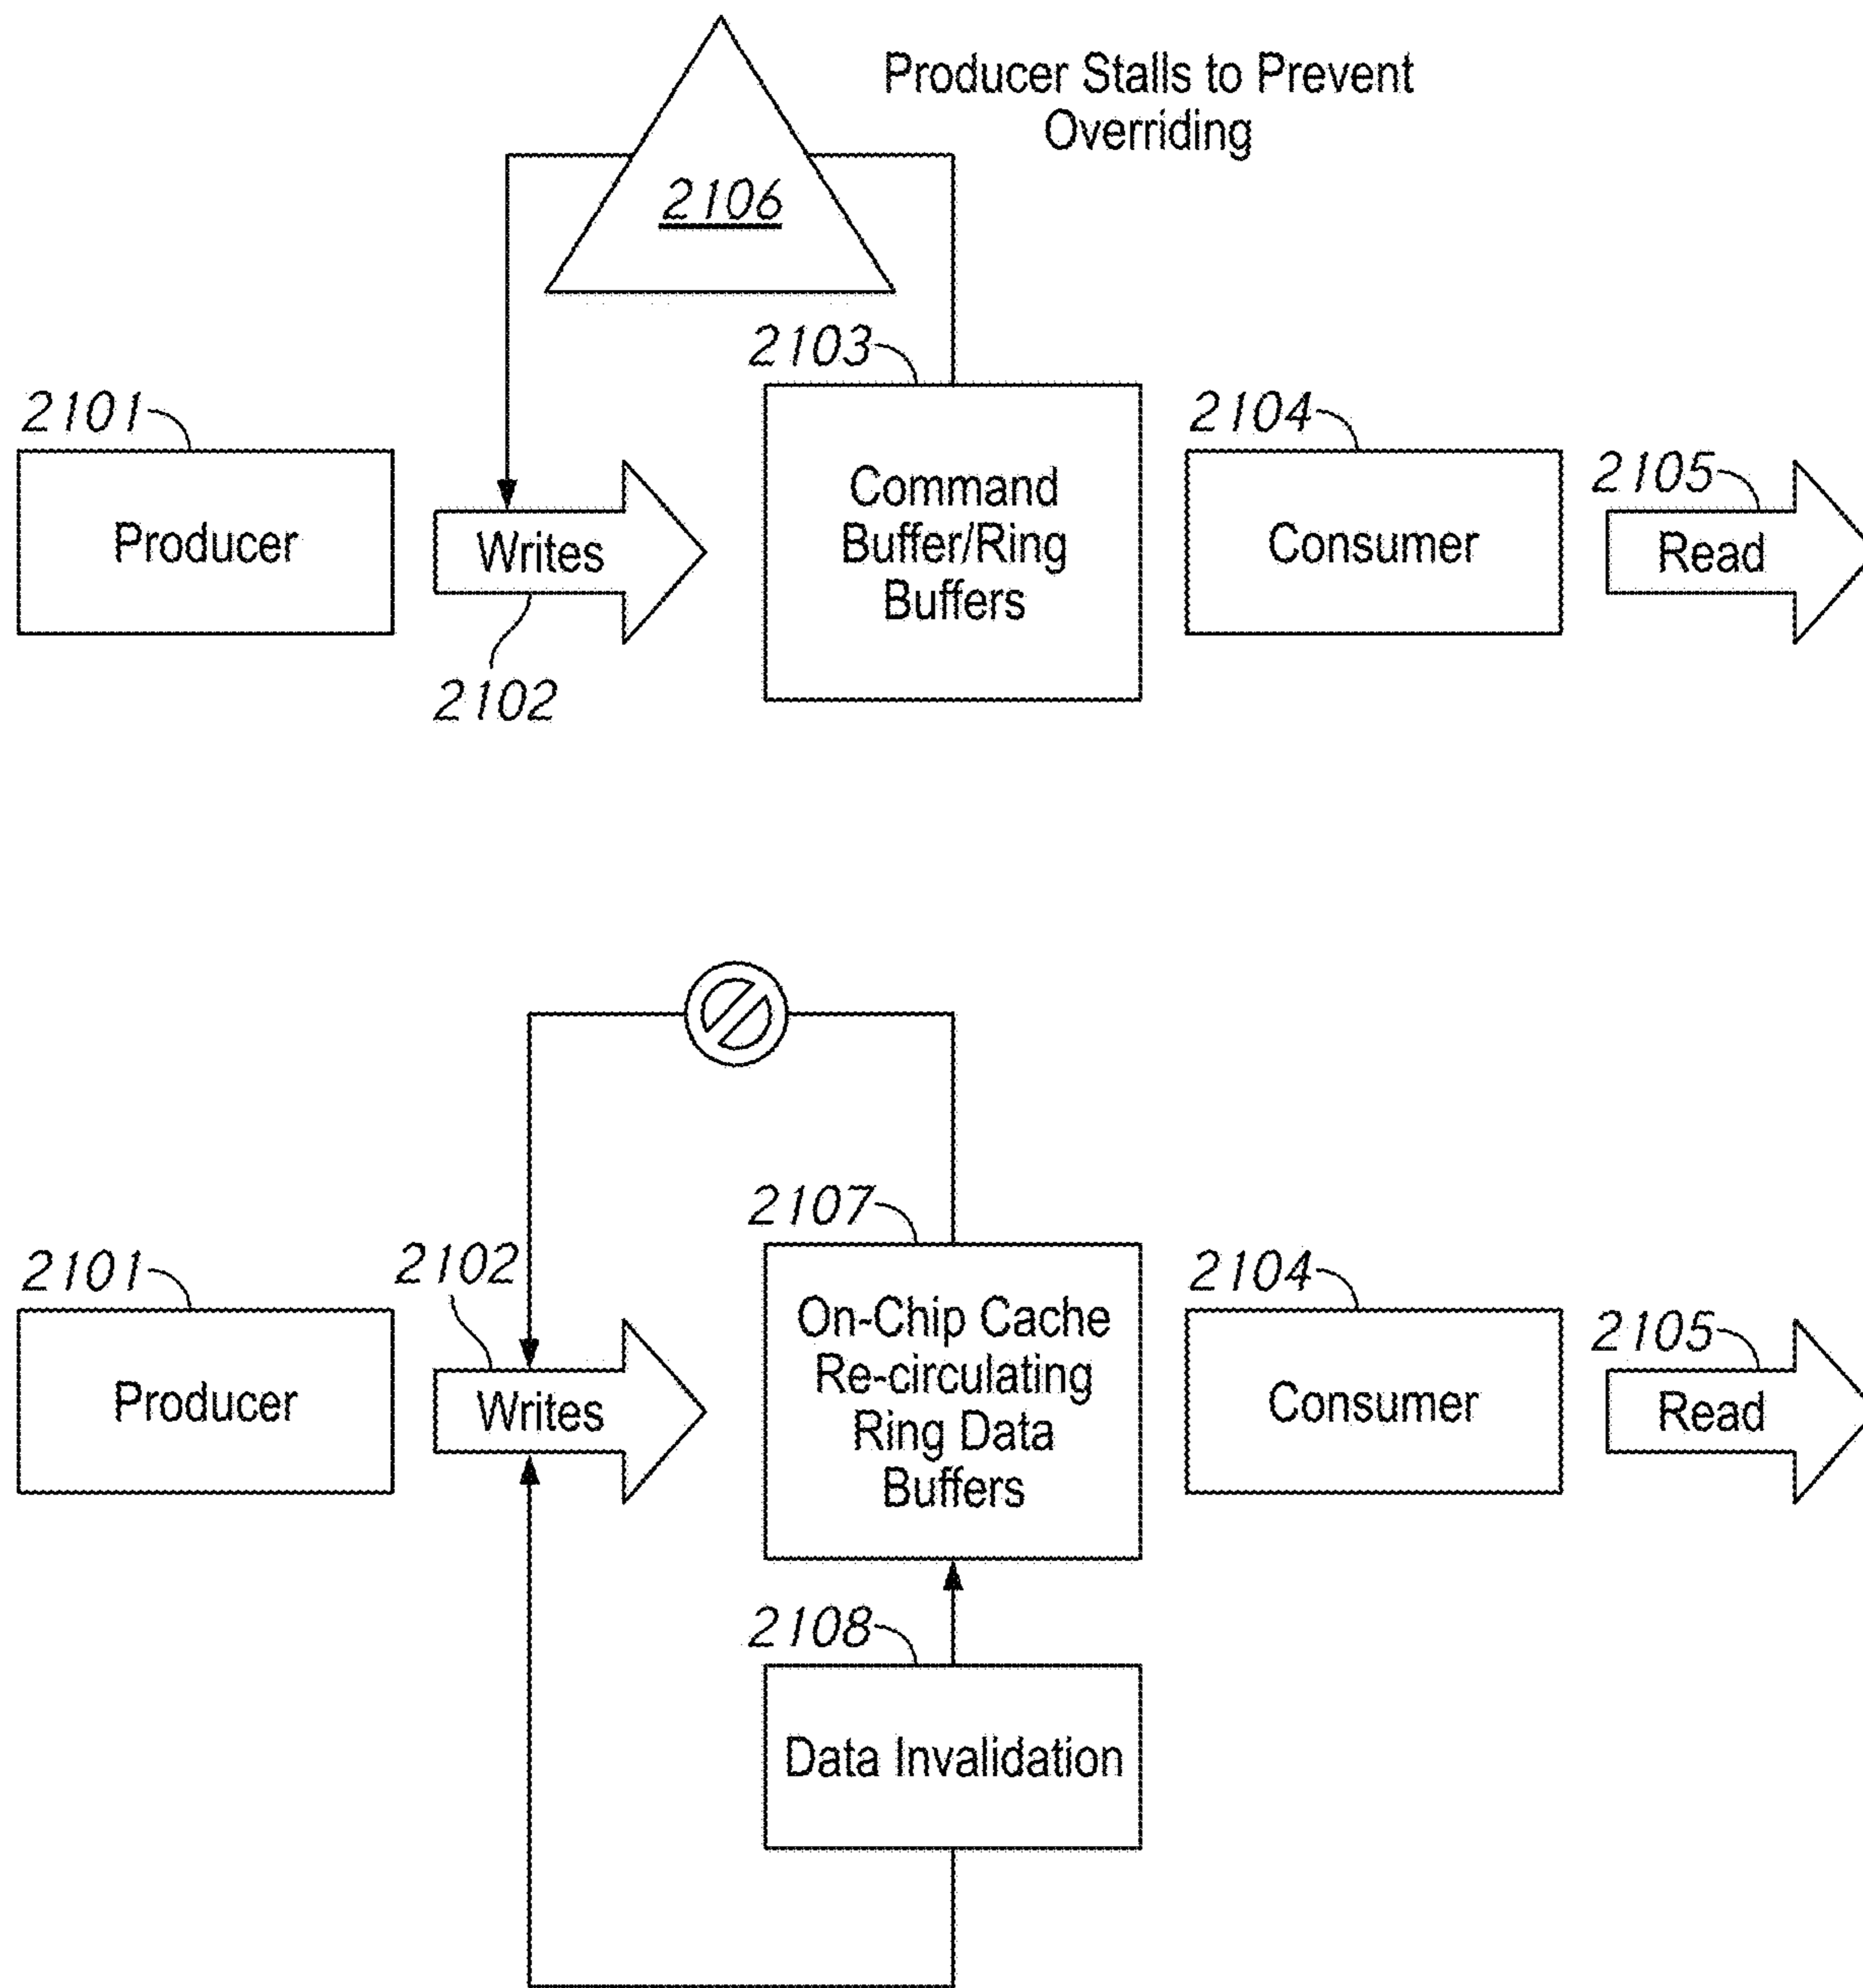 Producer Stalls to Prevent
Overriding
2106
2103
2101
2104
2105
Producer
Writes
Command
Buffer/Ring
Buffers
Consumer
Read
2102
2107
2101
2102
2104
2105
Producer
Writes
On-Chip Cache
Re-circulating
Ring Data
Buffers
Consumer
Read
2108
Data Invalidation